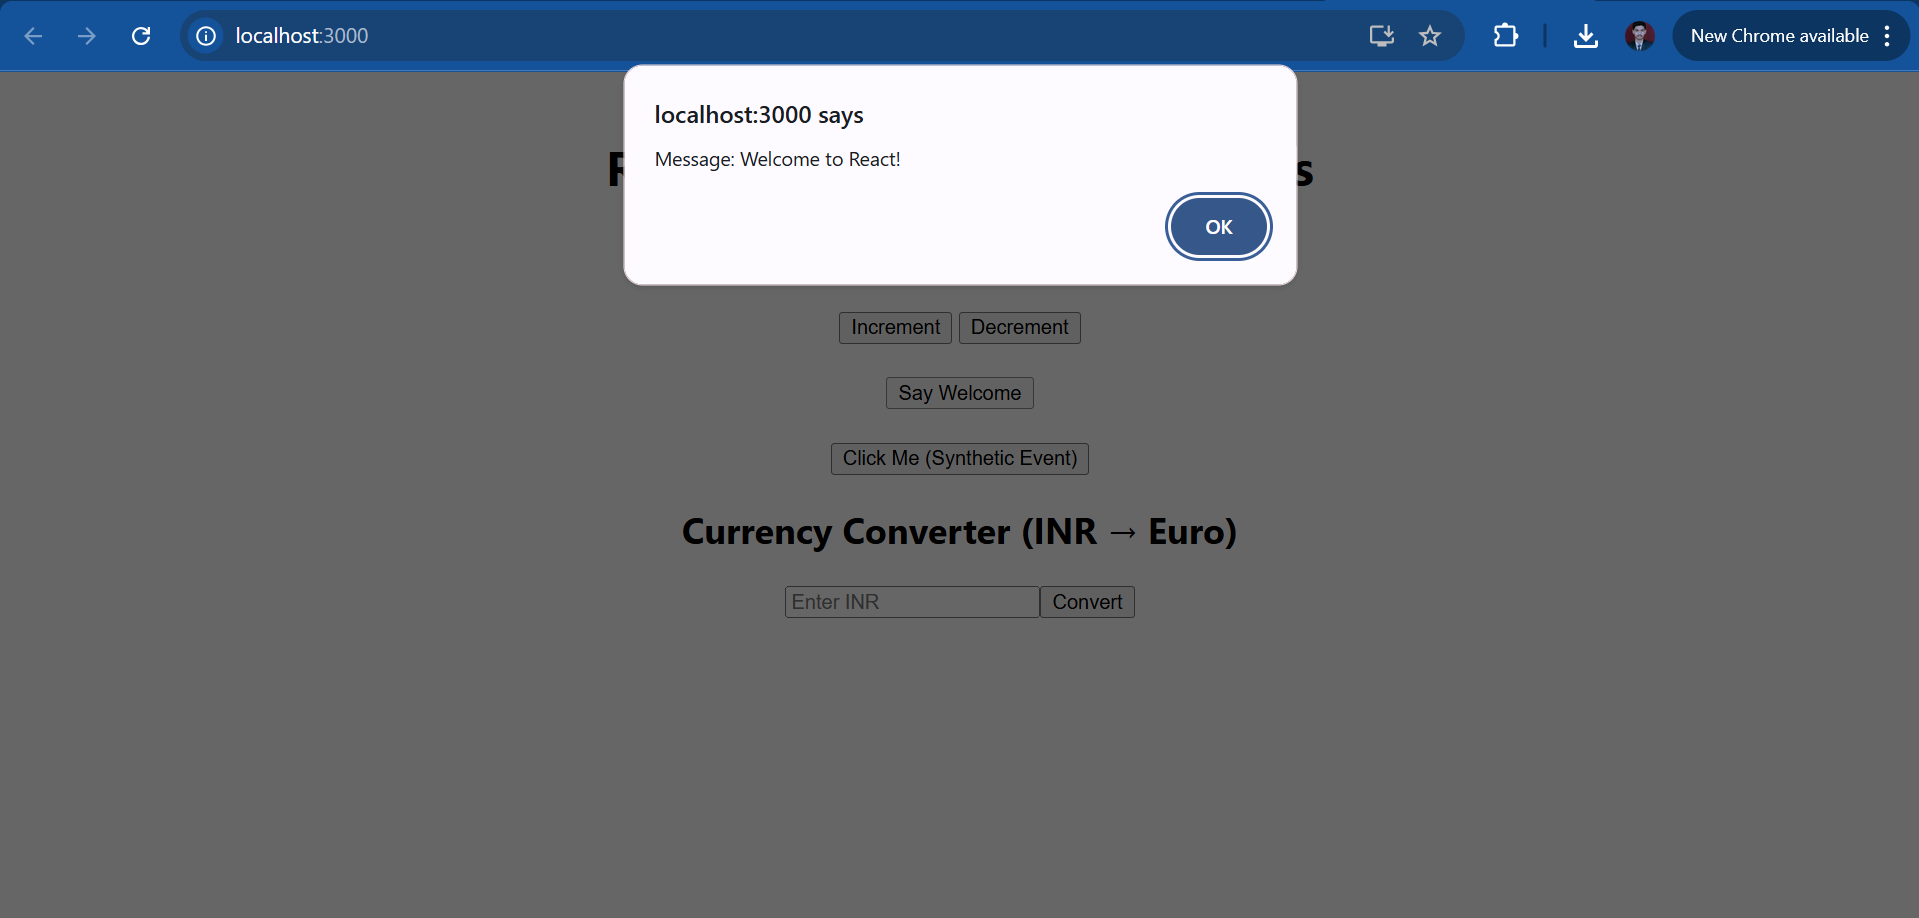 localhost:3000
New Chrome available
localhost:3000 says
Message: Welcome to React!
OK
Increment Decrement
Say Welcome
Click Me (Synthetic Event)
Currency Converter (INR → Euro)
Enter INR Convert